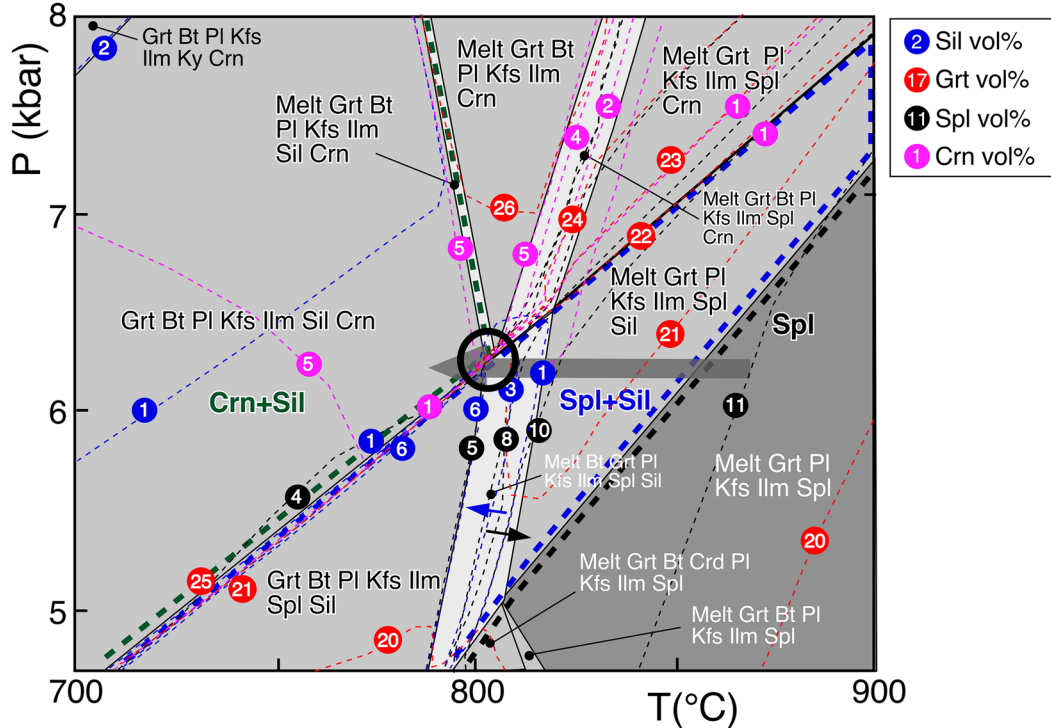 8
P (kbar)
7
6
5
700
800
T(°C)
900
2
Grt Bt Pl Kfs
Ilm Ky Crn
Melt Grt Bt
Pl Kfs Ilm
Crn
Melt Grt Pl
Kfs Ilm Spl
Crn
Melt Grt Bt
Pl Kfs Ilm
Sil Crn
2
1
4
1
23
26
24
22
Melt Grt Bt Pl
Kfs Ilm Spl
Crn
5
5
Melt Grt Pl
Kfs Ilm Spl
Sil
Grt Bt Pl Kfs Ilm Sil Crn
21
Spl
5
1
3
Crn+Sil
Spl+Sil
1
1
6
11
1
6
5
8
10
4
Melt Bt Grt Pl
Kfs Ilm Spl Sil
Melt Grt Pl
Kfs Ilm Spl
20
25
21
Grt Bt Pl Kfs Ilm
Spl Sil
Melt Grt Bt Crd Pl
Kfs Ilm Spl
20
Melt Grt Bt Pl
Kfs Ilm Spl
2 Sil vol%
17 Grt vol%
11 Spl vol%
1 Crn vol%